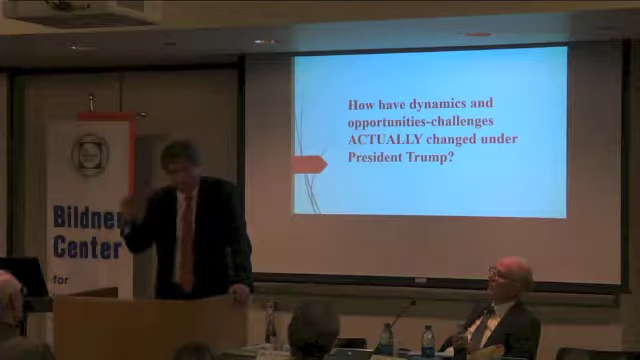 How have dynamics and
opportunities-challenges
ACTUALLY changed under
President Trump?
Bildner
Center
for